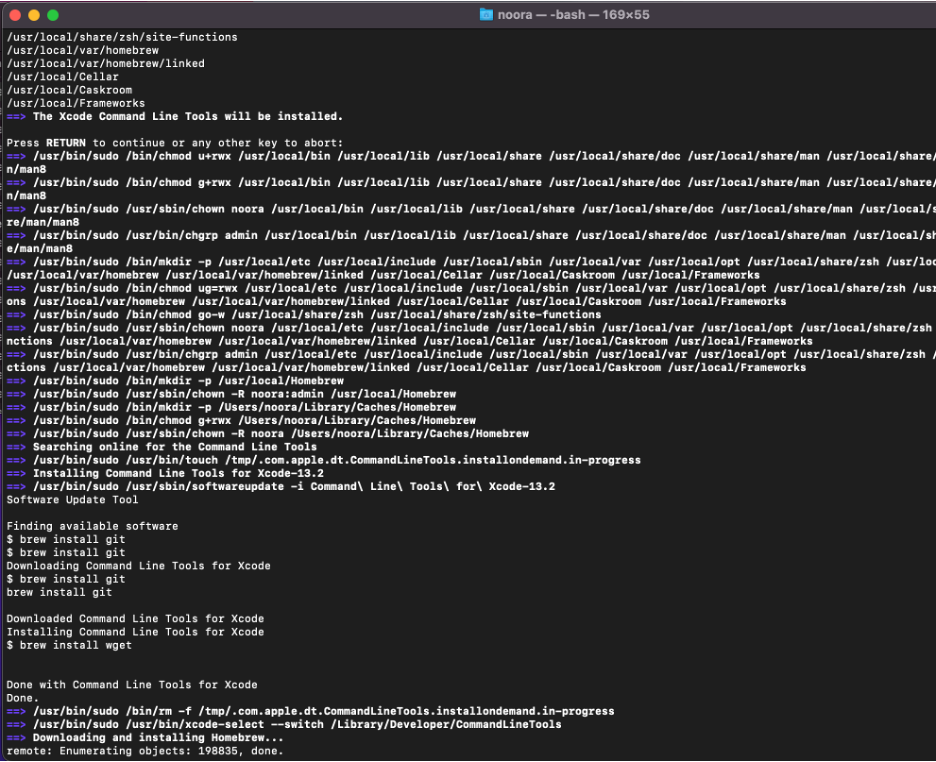 noora — -bash — 169×55
/usr/local/share/zsh/site-functions
/usr/local/var/homebrew
/usr/local/var/homebrew/linked
/usr/local/Cellar
/usr/local/Caskroom
/usr/local/Frameworks
==> The Xcode Command Line Tools will be installed.
Press RETURN to continue or any other key to abort:
==> /usr/bin/sudo /bin/chmod u+rwx /usr/local/bin /usr/local/lib /usr/local/share /usr/local/share/doc /usr/local/share/man /usr/local/share/
n/man8
==> /usr/bin/sudo /bin/chmod g+rwx /usr/local/bin /usr/local/lib /usr/local/share /usr/local/share/doc /usr/local/share/man /usr/local/share/
n/man8
==> /usr/bin/sudo /usr/sbin/chown noora /usr/local/bin /usr/local/lib /usr/local/share /usr/local/share/doc /usr/local/share/man /usr/local/s
re/man/man8
==> /usr/bin/sudo /usr/bin/chgrp admin /usr/local/bin /usr/local/lib /usr/local/share /usr/local/share/doc /usr/local/share/man /usr/local/sh
e/man/man8
==> /usr/bin/sudo /bin/mkdir -p /usr/local/etc /usr/local/include /usr/local/sbin /usr/local/var /usr/local/opt /usr/local/share/zsh /usr/loc
/usr/local/var/homebrew /usr/local/var/homebrew/linked /usr/local/Cellar /usr/local/Caskroom /usr/local/Frameworks
==> /usr/bin/sudo /bin/chmod ug=rwx /usr/local/etc /usr/local/include /usr/local/sbin /usr/local/var /usr/local/opt /usr/local/share/zsh /usr
ons /usr/local/var/homebrew /usr/local/var/homebrew/linked /usr/local/Cellar /usr/local/Caskroom /usr/local/Frameworks
==> /usr/bin/sudo /bin/chmod go-w /usr/local/share/zsh /usr/local/share/zsh/site-functions
==> /usr/bin/sudo /usr/sbin/chown noora /usr/local/etc /usr/local/include /usr/local/sbin /usr/local/var /usr/local/opt /usr/local/share/zsh
nctions /usr/local/var/homebrew /usr/local/var/homebrew/linked /usr/local/Cellar /usr/local/Caskroom /usr/local/Frameworks
==> /usr/bin/sudo /usr/bin/chgrp admin /usr/local/etc /usr/local/include /usr/local/sbin /usr/local/var /usr/local/opt /usr/local/share/zsh /
ctions /usr/local/var/homebrew /usr/local/var/homebrew/linked /usr/local/Cellar /usr/local/Caskroom /usr/local/Frameworks
==> /usr/bin/sudo /bin/mkdir -p /usr/local/Homebrew
==> /usr/bin/sudo /usr/sbin/chown -R noora:admin /usr/local/Homebrew
==> /usr/bin/sudo /bin/mkdir -p /Users/noora/Library/Caches/Homebrew
==> /usr/bin/sudo /bin/chmod g+rwx /Users/noora/Library/Caches/Homebrew
==> /usr/bin/sudo /usr/sbin/chown -R noora /Users/noora/Library/Caches/Homebrew
==> Searching online for the Command Line Tools
==> /usr/bin/sudo /usr/bin/touch /tmp/.com.apple.dt.CommandLineTools.installondemand.in-progress
==> Installing Command Line Tools for Xcode-13.2
==> /usr/bin/sudo /usr/sbin/softwareupdate -i Command\ Line\ Tools\ for\ Xcode-13.2
Software Update Tool
Finding available software
$ brew install git
$ brew install git
Downloading Command Line Tools for Xcode
$ brew install git
brew install git
Downloaded Command Line Tools for Xcode
Installing Command Line Tools for Xcode
$ brew install wget
Done with Command Line Tools for Xcode
Done.
==> /usr/bin/sudo /bin/rm -f /tmp/.com.apple.dt.CommandLineTools.installondemand.in-progress
==> /usr/bin/sudo /usr/bin/xcode-select --switch /Library/Developer/CommandLineTools
==> Downloading and installing Homebrew...
remote: Enumerating objects: 198835, done.